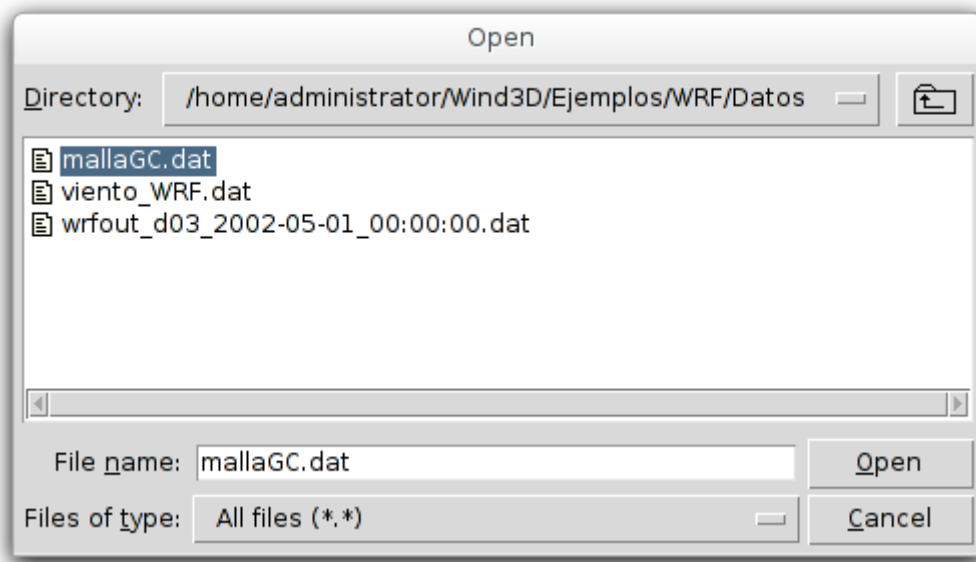 Open
Directory: /home/administrator/Wind3D/Ejemplos/WRF/Datos
mallaGC.dat
viento_WRF.dat
wrfout_d03_2002-05-01_00:00:00.dat
File name: mallaGC.dat Open
Files of type: All files (*.*) Cancel